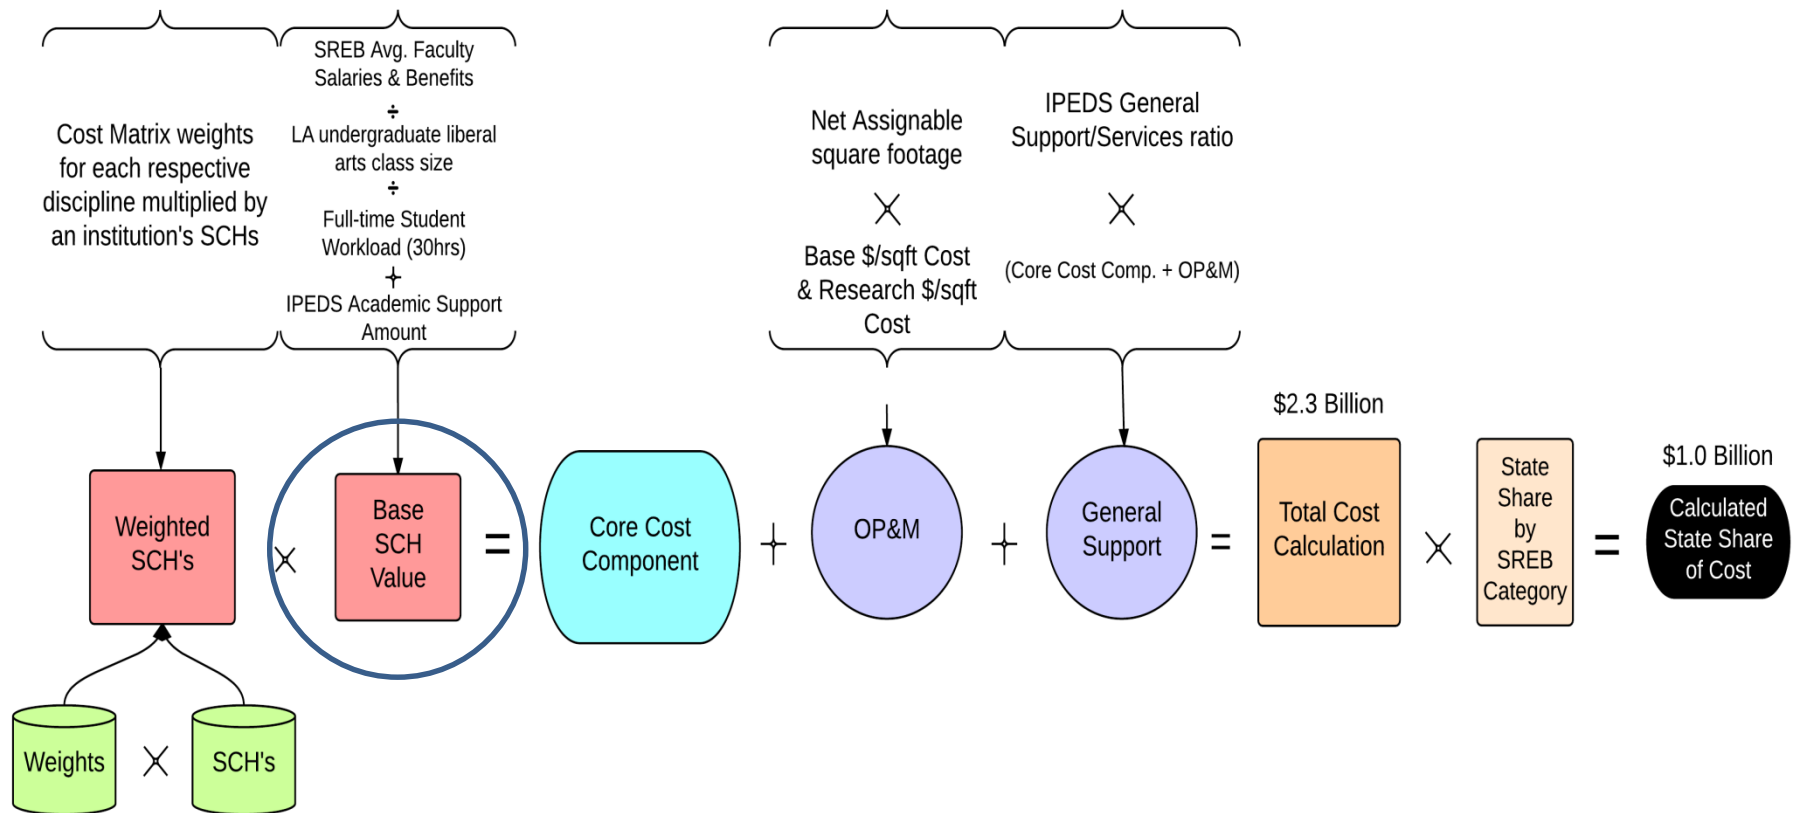 Cost Matrix weights
for each respective
discipline multiplied by
an institution's SCHs
SREB Avg. Faculty
Salaries & Benefits
÷
LA undergraduate liberal
arts class size
÷
Full-time Student
Workload (30hrs)
+
IPEDS Academic Support
Amount
Net Assignable
square footage
×
Base $/sqft Cost
& Research $/sqft
Cost
IPEDS General
Support/Services ratio
×
(Core Cost Comp. + OP&M)
Weighted
SCH's
×
Base
SCH
Value
=
Core Cost
Component
+
OP&M
+
General
Support
=
$2.3 Billion
Total Cost
Calculation
×
State
Share
by
SREB
Category
=
$1.0 Billion
Calculated
State Share
of Cost
Weights
×
SCH's